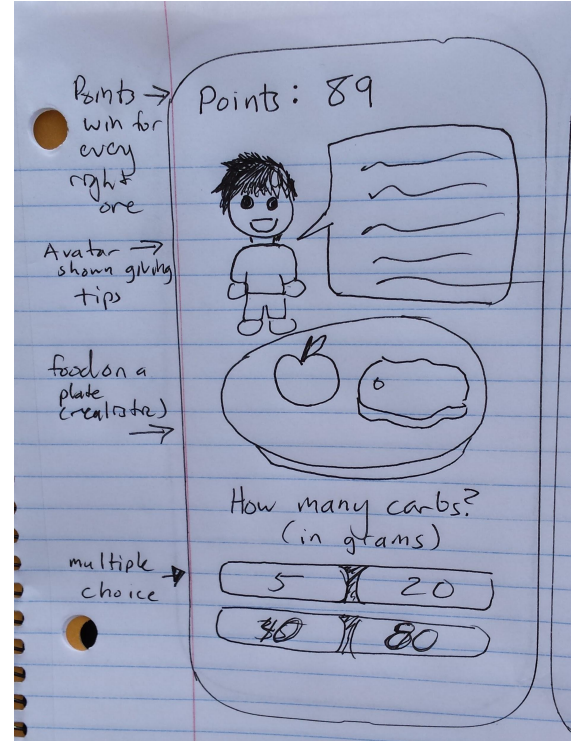 Points: 89
Points →
win for
every
right
one
Avatar →
shown giving
tips
food on a
plate
(realistic)
→
How many carbs?
(in grams)
multiple →
choice
5
20
40
80